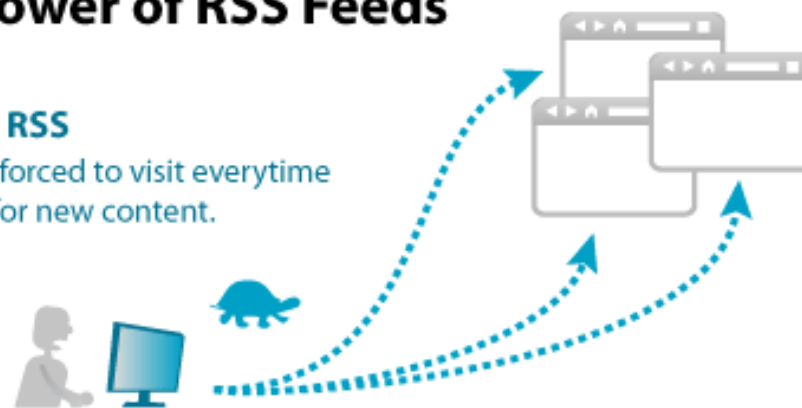 ower of RSS Feeds
RSS
forced to visit everytime
for new content.